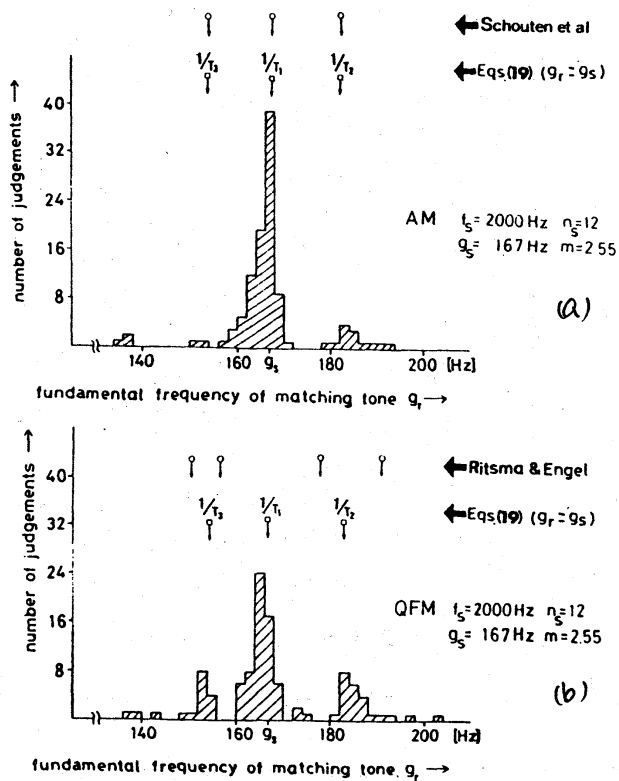 Schouten et al
1/T₃ 1/T₁ 1/T₂
Eqs(19) (gᵣ = gₛ)
number of judgements →
40
32
24
16
8
AM fₛ= 2000 Hz nₛ=12
gₛ= 167 Hz m=2.55
(a)
140 160 gₛ 180 200 [Hz]
fundamental frequency of matching tone gᵣ →
Ritsma & Engel
1/T₃ 1/T₁ 1/T₂
Eqs(19) (gᵣ = gₛ)
number of judgements →
40
32
24
16
8
QFM fₛ=2000 Hz nₛ=12
gₛ=167 Hz m=2.55
(b)
140 160 gₛ 180 200 [Hz]
fundamental frequency of matching tone gᵣ →